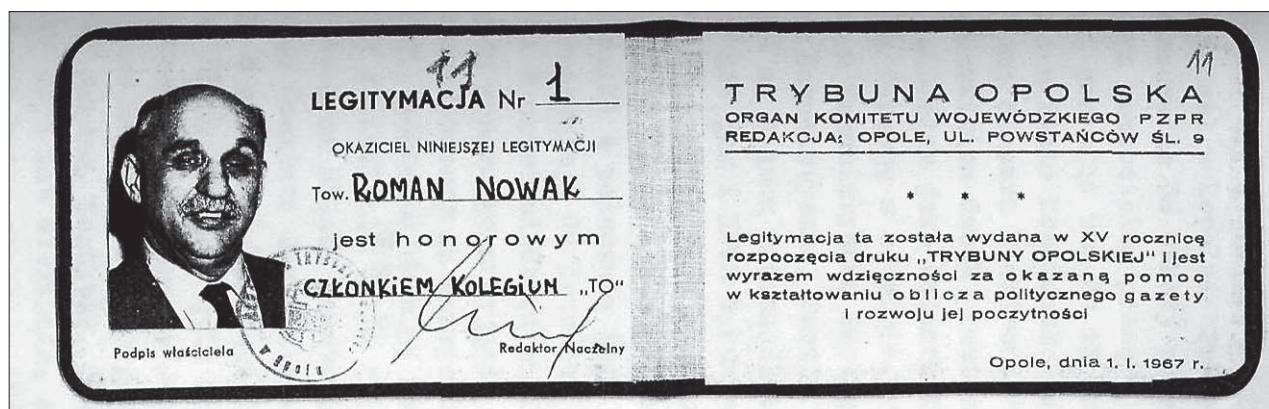 11
LEGITYMACJA Nr 1
OKAZICIEL NINIEJSZEJ LEGITYMACJI
Tow. ROMAN NOWAK
jest honorowym
CZŁONKiEM KOLEGIUM „TO"
Podpis właściciela
Redaktor Naczelny
11
TRYBUNA OPOLSKA
ORGAN KOMITETU WOJEWÓDZKIEGO PZPR
REDAKCJA: OPOLE, UL. POWSTAŃCÓW ŚL. 9
* * *
Legitymacja ta została wydana w XV rocznicę
rozpoczęcia druku „TRYBUNY OPOLSKIEJ" i jest
wyrazem wdzięczności za okazaną pomoc
w kształtowaniu oblicza politycznego gazety
i rozwoju jej poczytności
Opole, dnia 1. I. 1967 r.